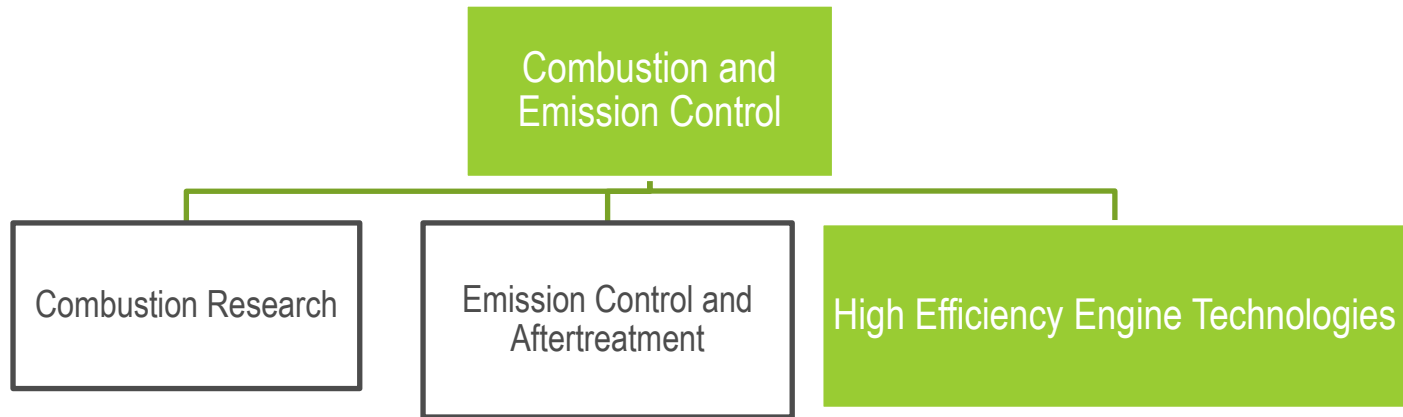 Combustion and
Emission Control
Combustion Research
Emission Control and
Aftertreatment
High Efficiency Engine Technologies